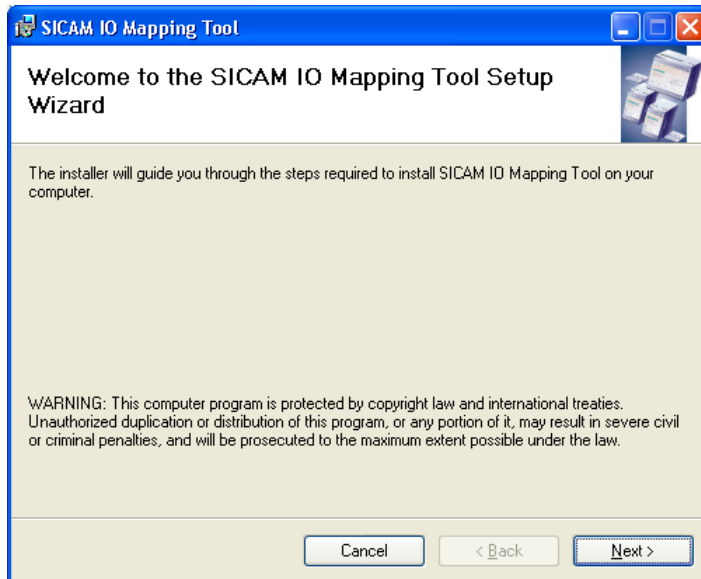 SICAM IO Mapping Tool
Welcome to the SICAM IO Mapping Tool Setup
Wizard
The installer will guide you through the steps required to install SICAM IO Mapping Tool on your
computer.
WARNING: This computer program is protected by copyright law and international treaties.
Unauthorized duplication or distribution of this program, or any portion of it, may result in severe civil
or criminal penalties, and will be prosecuted to the maximum extent possible under the law.
Cancel
< Back
Next >